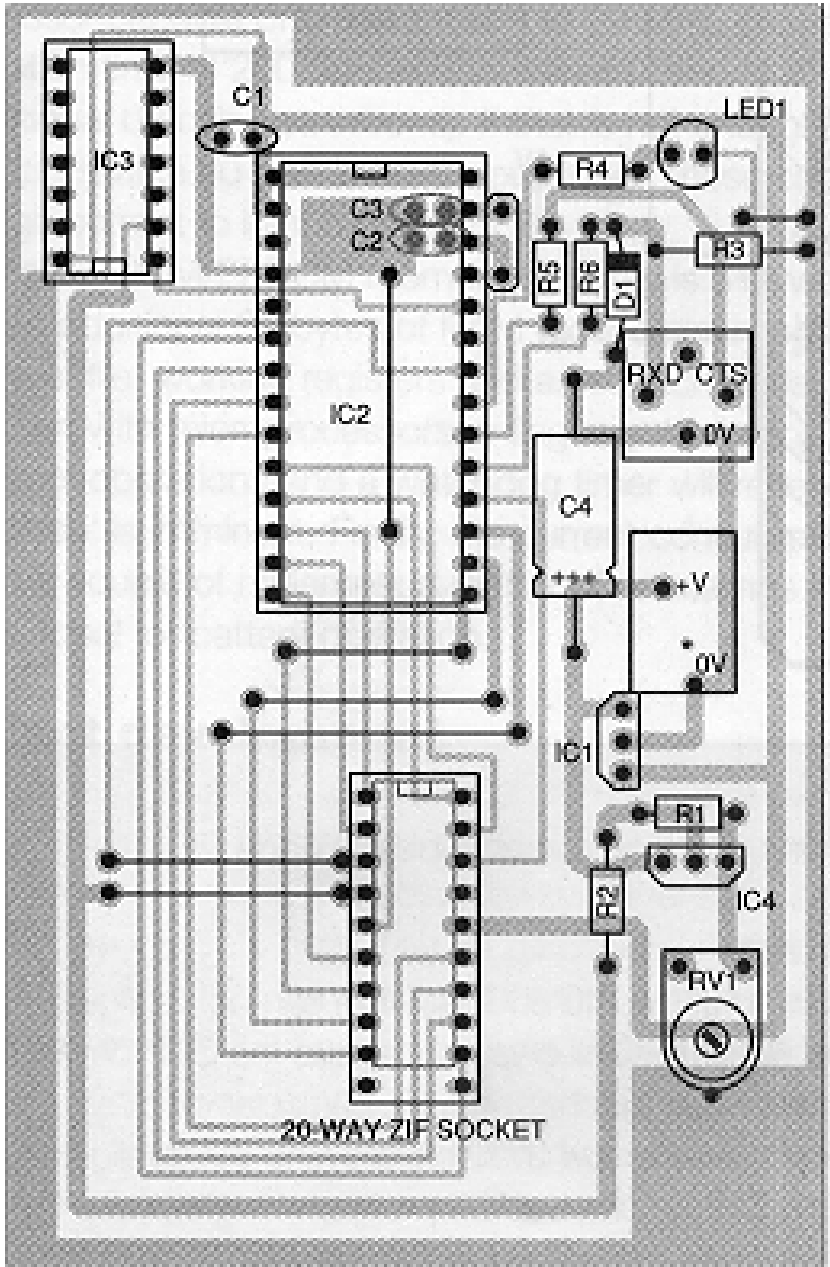 C1
LED1
IC3
R4
C3
C2
R5
R6
D1
R3
RXD CTS
0V
IC2
C4
+++
+V
0V
IC1
R1
R2
IC4
RV1
20-WAY ZIF SOCKET